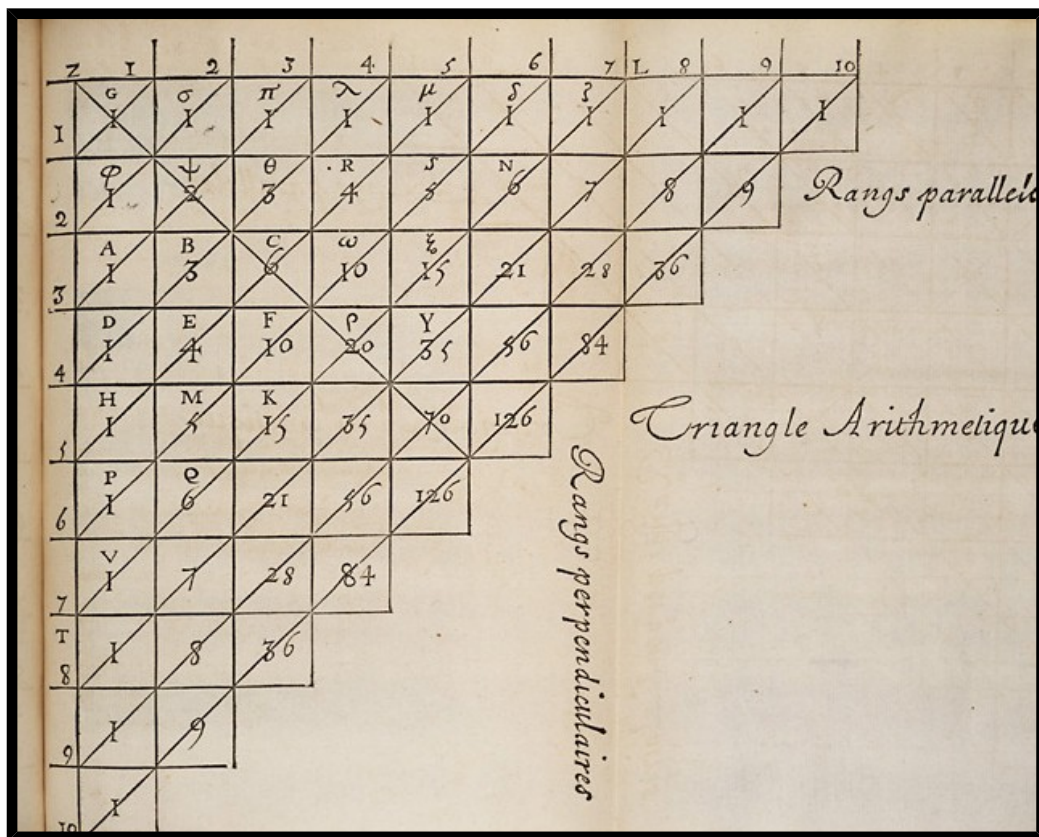 Z 1 2 3 4 5 6 7 L 8 9 10
G σ π λ μ δ ζ
1 1 1 1 1 1 1 1 1 1 1
φ ψ θ R S N
2 1 2 3 4 5 6 7 8 9
Rangs parallele
A B C ω ξ
3 1 3 6 10 15 21 28 36
D E F ρ Y
4 1 4 10 20 35 56 84
H M K
5 1 5 15 35 70 126
Triangle Arithmetique
P Q
6 1 6 21 56 126
V
7 1 7 28 84
T
8 1 8 36
9 1 9
10 1
Rangs perpendiculaires